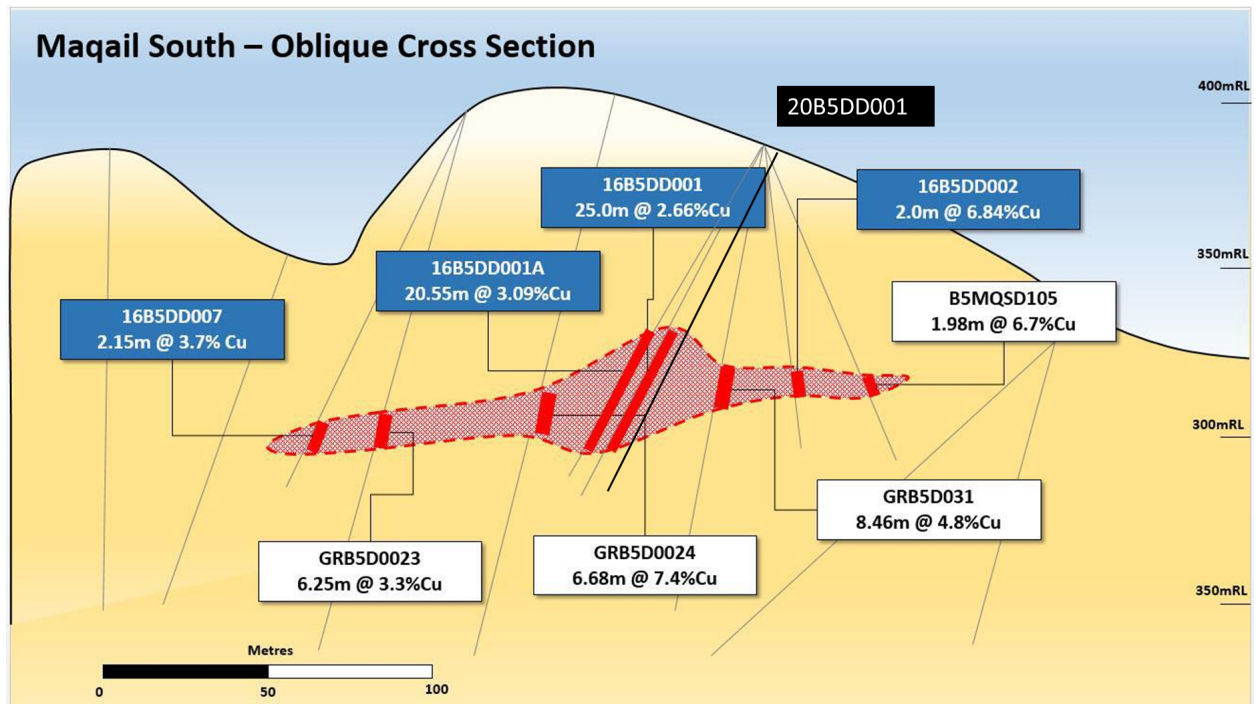 Maqail South – Oblique Cross Section
400mRL
20B5DD001
16B5DD001
25.0m @ 2.66%Cu
16B5DD002
2.0m @ 6.84%Cu
350mRL
16B5DD001A
20.55m @ 3.09%Cu
B5MQSD105
1.98m @ 6.7%Cu
16B5DD007
2.15m @ 3.7% Cu
300mRL
GRB5D031
8.46m @ 4.8%Cu
GRB5D0023
6.25m @ 3.3%Cu
GRB5D0024
6.68m @ 7.4%Cu
350mRL
Metres
0
50
100